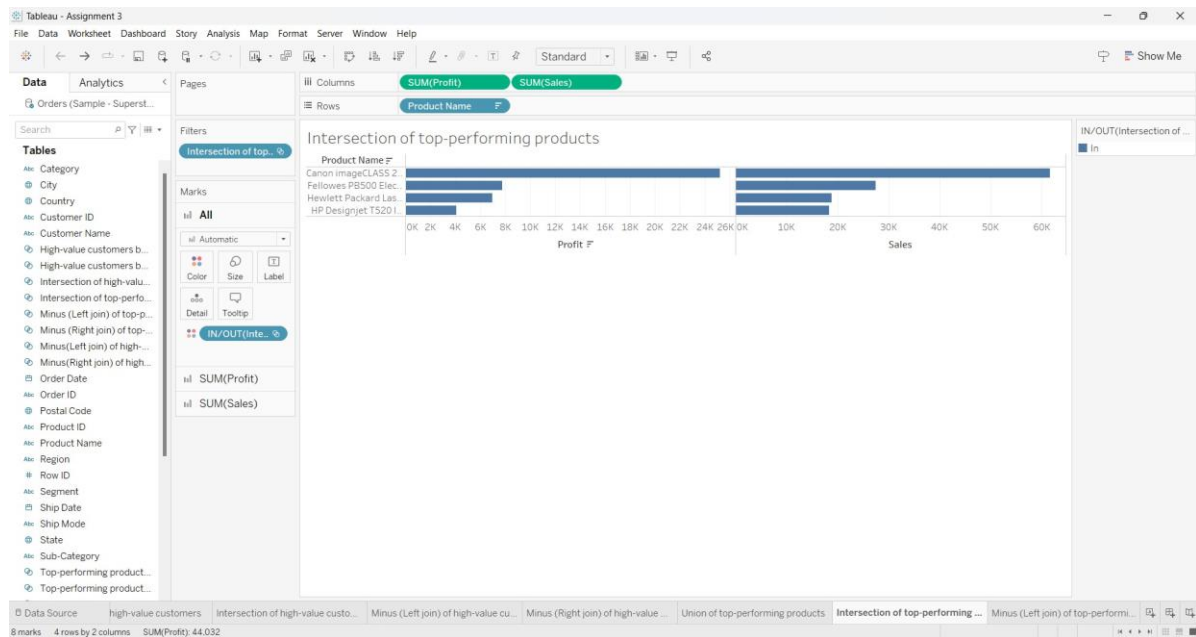 Tableau - Assignment 3
File Data Worksheet Dashboard Story Analysis Map Format Server Window Help
Standard
Show Me
Data Analytics
Orders (Sample - Superst...
Search
Tables
Category
City
Country
Customer ID
Customer Name
High-value customers b...
High-value customers b...
Intersection of high-valu...
Intersection of top-perfo...
Minus (Left join) of top-p...
Minus (Right join) of top-...
Minus(Left join) of high-...
Minus(Right join) of high...
Order Date
Order ID
Postal Code
Product ID
Product Name
Region
Row ID
Segment
Ship Date
Ship Mode
State
Sub-Category
Top-performing product...
Top-performing product...
Pages
Filters
Intersection of top..
Marks
All
Automatic
Color Size Label
Detail Tooltip
IN/OUT(Inte..
SUM(Profit)
SUM(Sales)
Columns SUM(Profit) SUM(Sales)
Rows Product Name
Intersection of top-performing products
Product Name
Canon imageCLASS 2..
Fellowes PB500 Elec..
Hewlett Packard Las..
HP Designjet T520 I..
0K 2K 4K 6K 8K 10K 12K 14K 16K 18K 20K 22K 24K 26K 0K 10K 20K 30K 40K 50K 60K
Profit Sales
IN/OUT(Intersection of ...
In
Data Source high-value customers Intersection of high-value custo... Minus (Left join) of high-value cu... Minus (Right join) of high-value ... Union of top-performing products Intersection of top-performing ... Minus (Left join) of top-performi...
8 marks 4 rows by 2 columns SUM(Profit): 44.032